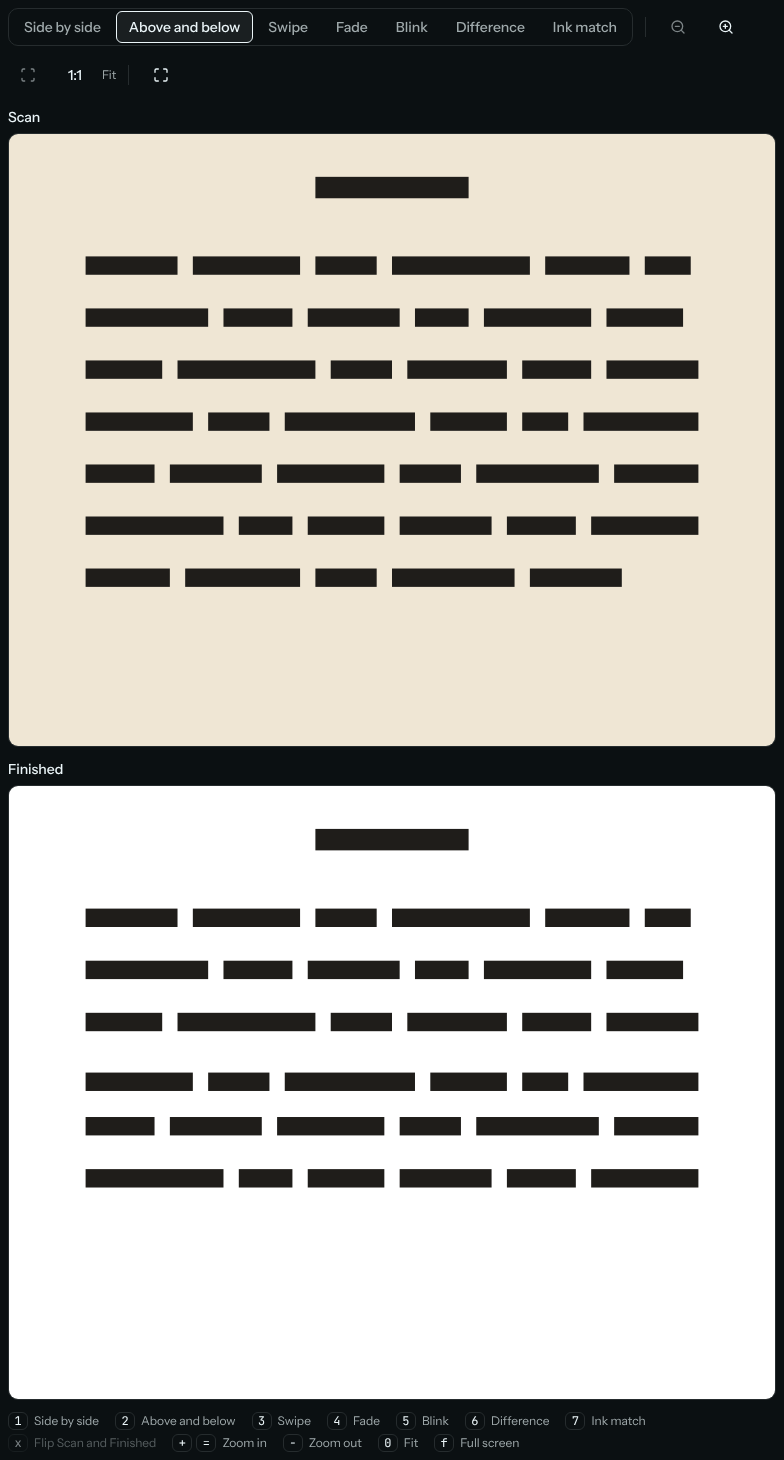 Side by side Above and below Swipe Fade Blink Difference Ink match
1:1 Fit
Scan
Finished
1 Side by side 2 Above and below 3 Swipe 4 Fade 5 Blink 6 Difference 7 Ink match
x Flip Scan and Finished + = Zoom in - Zoom out 0 Fit f Full screen